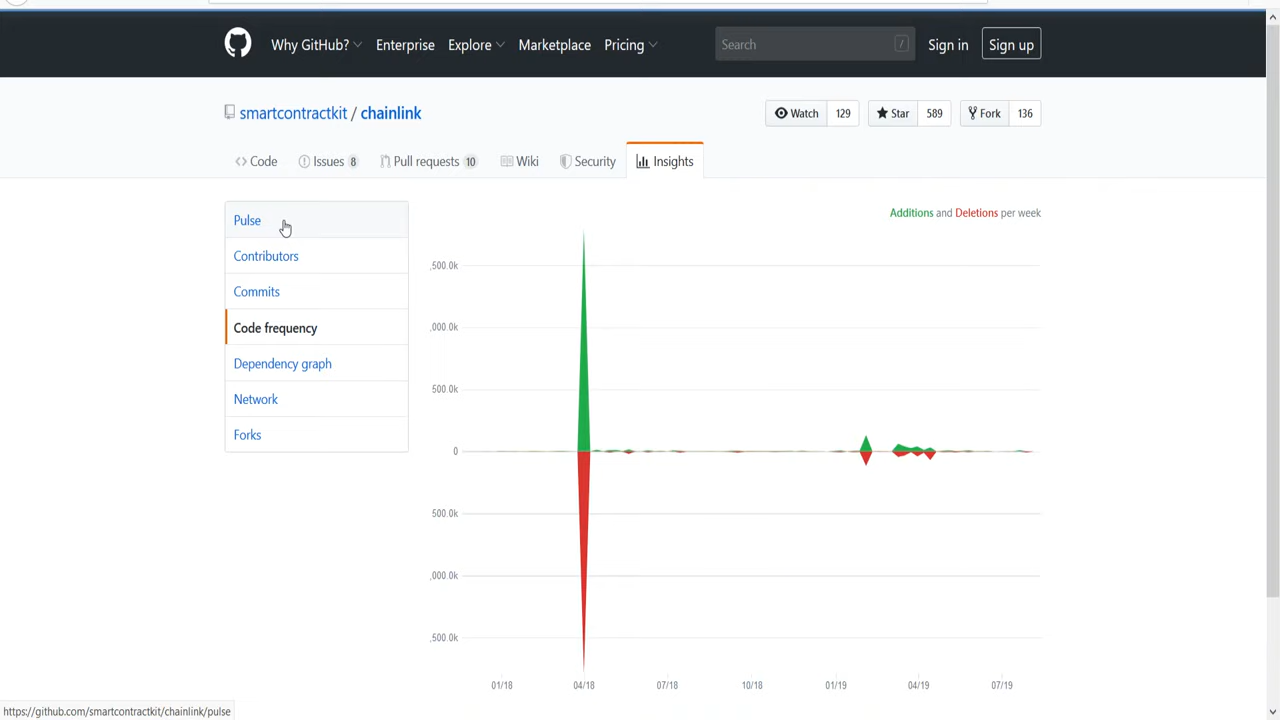 Why GitHub? Enterprise Explore Marketplace Pricing Search / Sign in Sign up
smartcontractkit / chainlink Watch 129 Star 589 Fork 136
Code Issues 8 Pull requests 10 Wiki Security Insights
Additions and Deletions per week
Pulse
Contributors
Commits
Code frequency
Dependency graph
Network
Forks
,500.0k
,000.0k
500.0k
0
500.0k
,000.0k
,500.0k
01/18 04/18 07/18 10/18 01/19 04/19 07/19
https://github.com/smartcontractkit/chainlink/pulse